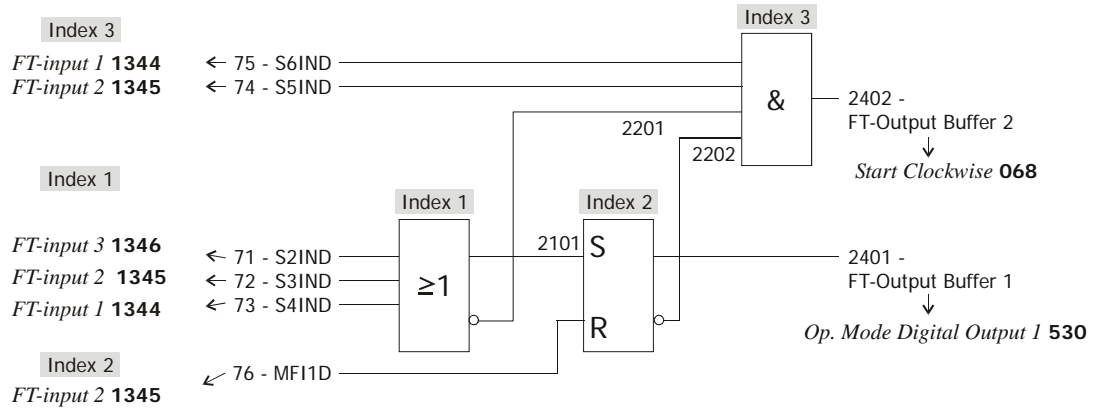 Index 3
Index 3
FT-input 1 1344 ← 75 - S6IND
FT-input 2 1345 ← 74 - S5IND
&
2402 -
FT-Output Buffer 2
2201
2202
Start Clockwise 068
Index 1
Index 1
Index 2
FT-input 3 1346 ← 71 - S2IND
2101
S
2401 -
FT-input 2 1345 ← 72 - S3IND
FT-Output Buffer 1
≥1
FT-input 1 1344 ← 73 - S4IND
R
Op. Mode Digital Output 1 530
Index 2
76 - MFI1D
FT-input 2 1345